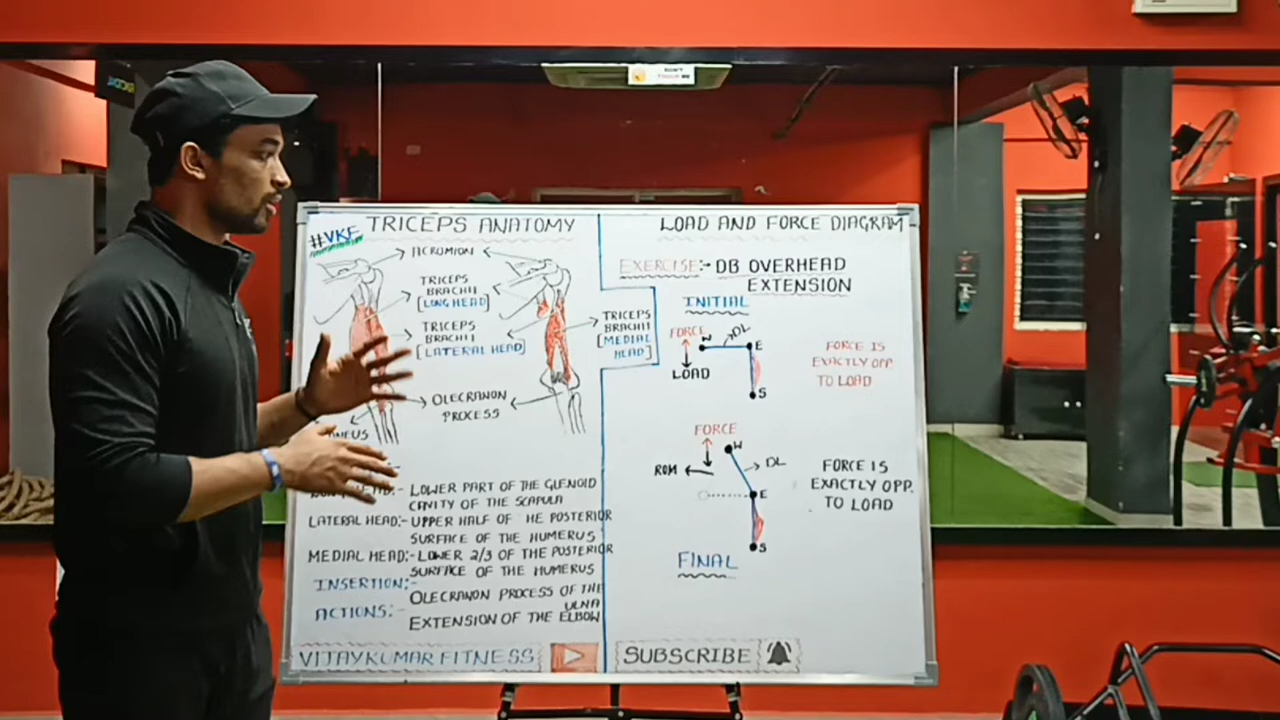 TRICEPS ANATOMY
#VKF
ACROMION
TRICEPS
BRACHII
[LONG HEAD]
TRICEPS
BRACHII
[LATERAL HEAD]
TRICEPS
BRACHII
[MEDIAL
HEAD]
OLECRANON
PROCESS
LOWER PART OF THE GLENOID
CAVITY OF THE SCAPULA
LATERAL HEAD:- UPPER HALF OF HE POSTERIOR
SURFACE OF THE HUMERUS
MEDIAL HEAD:- LOWER 2/3 OF THE POSTERIOR
SURFACE OF THE HUMERUS
INSERTION:-
OLECRANON PROCESS OF THE
ULNA
ACTIONS:- EXTENSION OF THE ELBOW
VIJAYKUMAR FITNESS
LOAD AND FORCE DIAGRAM
EXERCISE:- DB OVERHEAD
EXTENSION
INITIAL
FORCE
W
DL
E
LOAD
S
FORCE IS
EXACTLY OPP.
TO LOAD
FORCE
W
ROM
DL
E
S
FORCE IS
EXACTLY OPP.
TO LOAD
FINAL
SUBSCRIBE